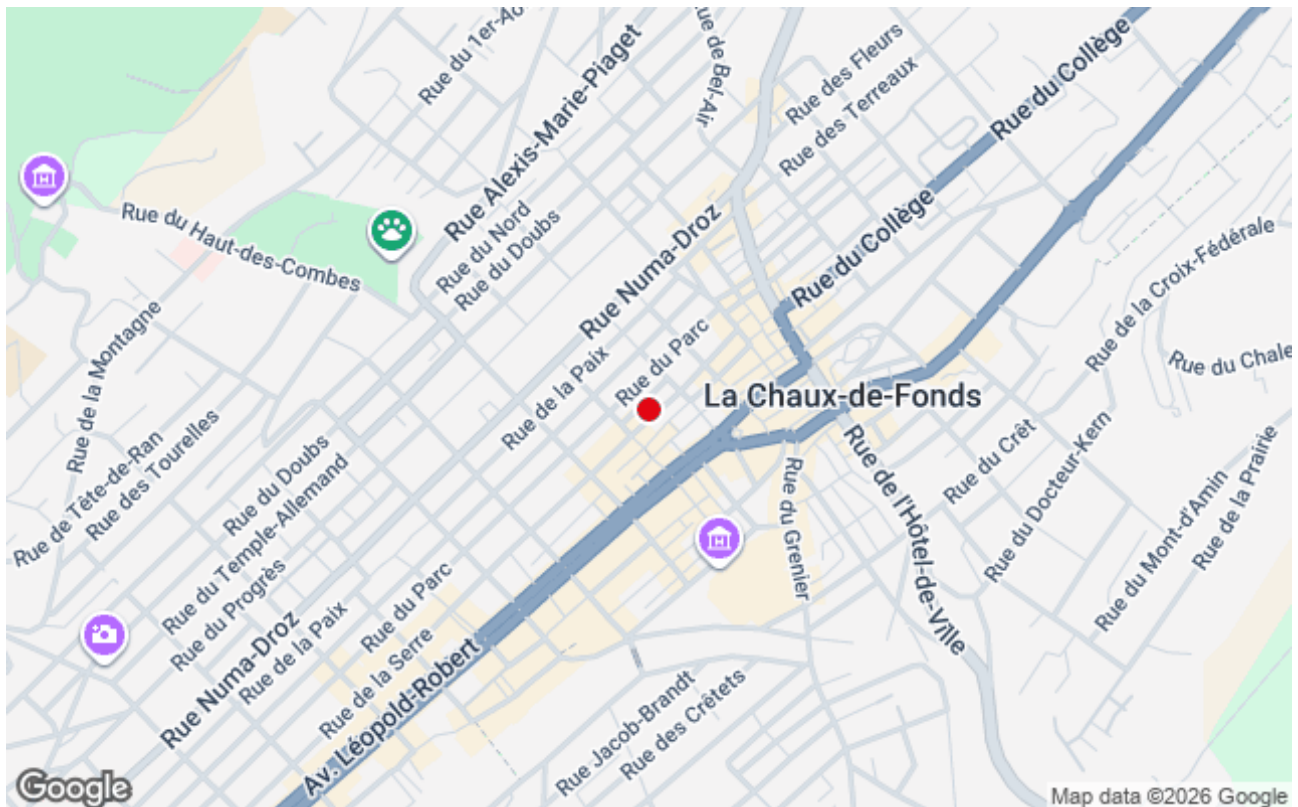 Rue du 1er-Ao
Rue Alexis-Marie-Piaget
Rue de Bel-Air
Rue des Fleurs
Rue des Terreaux
Rue du Collège
Rue du Haut-des-Combes
Rue du Nord
Rue du Doubs
Rue Numa-Droz
Rue du Collège
Rue de la Croix-Fédérale
Rue du Chale
Rue de la Montagne
Rue de la Paix
Rue du Parc
La Chaux-de-Fonds
Rue de Tête-de-Ran
Rue des Tourelles
Rue du Doubs
Rue du Temple-Allemand
Rue du Progrès
Rue Numa-Droz
Rue de la Paix
Rue du Parc
Rue de la Serre
Av. Léopold-Robert
Rue du Grenier
Rue de l'Hôtel-de-Ville
Rue du Crêt
Rue du Docteur-Kern
Rue du Mont-d'Amin
Rue de la Prairie
Rue Jacob-Brandt
Rue des Crêtets
Google
Map data ©2026 Google